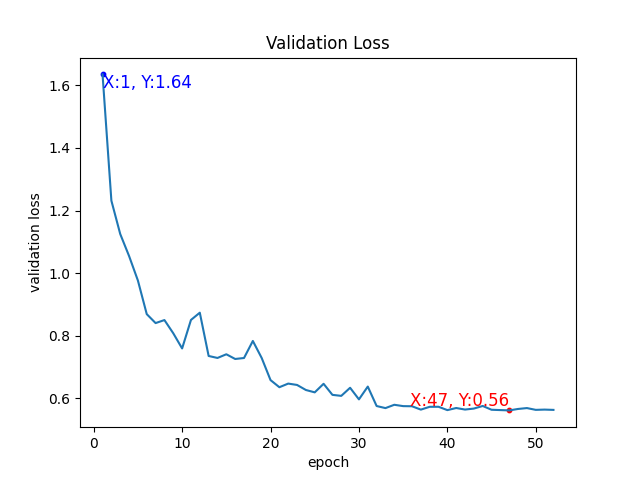 Validation Loss
X:1, Y:1.64
1.6
1.4
1.2
1.0
0.8
0.6
validation loss
X:47, Y:0.56
0 10 20 30 40 50
epoch